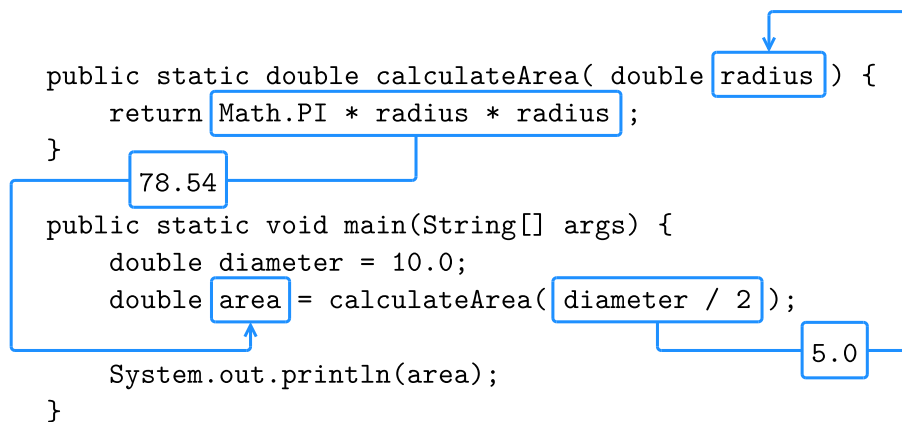 public static double calculateArea( double radius ) {
    return Math.PI * radius * radius ;
}
78.54
public static void main(String[] args) {
    double diameter = 10.0;
    double area = calculateArea( diameter / 2 );
5.0
    System.out.println(area);
}